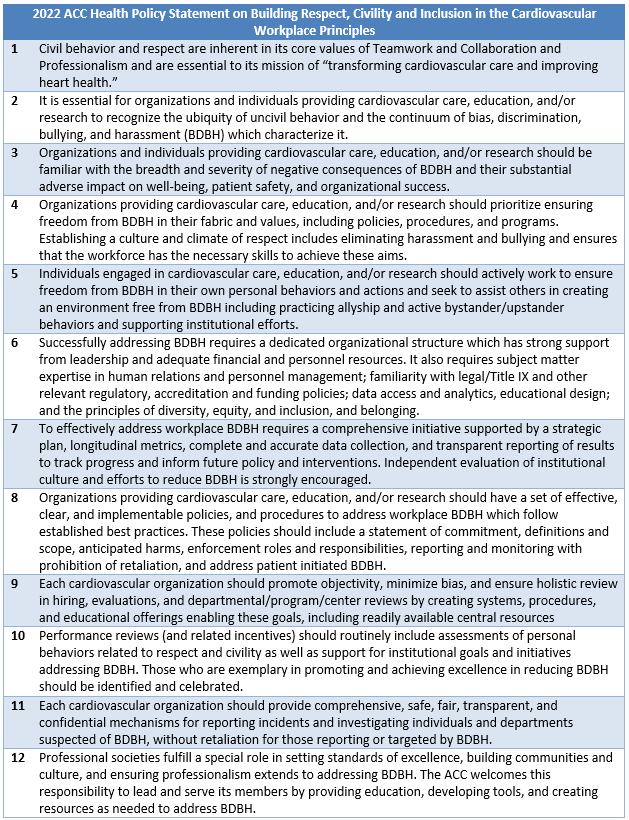 2022 ACC Health Policy Statement on Building Respect, Civility and Inclusion in the Cardiovascular
Workplace Principles
1 Civil behavior and respect are inherent in its core values of Teamwork and Collaboration and
Professionalism and are essential to its mission of “transforming cardiovascular care and improving
heart health.”
2 It is essential for organizations and individuals providing cardiovascular care, education, and/or
research to recognize the ubiquity of uncivil behavior and the continuum of bias, discrimination,
bullying, and harassment (BDBH) which characterize it.
3 Organizations and individuals providing cardiovascular care, education, and/or research should be
familiar with the breadth and severity of negative consequences of BDBH and their substantial
adverse impact on well-being, patient safety, and organizational success.
4 Organizations providing cardiovascular care, education, and/or research should prioritize ensuring
freedom from BDBH in their fabric and values, including policies, procedures, and programs.
Establishing a culture and climate of respect includes eliminating harassment and bullying and ensures
that the workforce has the necessary skills to achieve these aims.
5 Individuals engaged in cardiovascular care, education, and/or research should actively work to ensure
freedom from BDBH in their own personal behaviors and actions and seek to assist others in creating
an environment free from BDBH including practicing allyship and active bystander/upstander
behaviors and supporting institutional efforts.
6 Successfully addressing BDBH requires a dedicated organizational structure which has strong support
from leadership and adequate financial and personnel resources. It also requires subject matter
expertise in human relations and personnel management; familiarity with legal/Title IX and other
relevant regulatory, accreditation and funding policies; data access and analytics, educational design;
and the principles of diversity, equity, and inclusion, and belonging.
7 To effectively address workplace BDBH requires a comprehensive initiative supported by a strategic
plan, longitudinal metrics, complete and accurate data collection, and transparent reporting of results
to track progress and inform future policy and interventions. Independent evaluation of institutional
culture and efforts to reduce BDBH is strongly encouraged.
8 Organizations providing cardiovascular care, education, and/or research should have a set of effective,
clear, and implementable policies, and procedures to address workplace BDBH which follow
established best practices. These policies should include a statement of commitment, definitions and
scope, anticipated harms, enforcement roles and responsibilities, reporting and monitoring with
prohibition of retaliation, and address patient initiated BDBH.
9 Each cardiovascular organization should promote objectivity, minimize bias, and ensure holistic review
in hiring, evaluations, and departmental/program/center reviews by creating systems, procedures,
and educational offerings enabling these goals, including readily available central resources
10 Performance reviews (and related incentives) should routinely include assessments of personal
behaviors related to respect and civility as well as support for institutional goals and initiatives
addressing BDBH. Those who are exemplary in promoting and achieving excellence in reducing BDBH
should be identified and celebrated.
11 Each cardiovascular organization should provide comprehensive, safe, fair, transparent, and
confidential mechanisms for reporting incidents and investigating individuals and departments
suspected of BDBH, without retaliation for those reporting or targeted by BDBH.
12 Professional societies fulfill a special role in setting standards of excellence, building communities and
culture, and ensuring professionalism extends to addressing BDBH. The ACC welcomes this
responsibility to lead and serve its members by providing education, developing tools, and creating
resources as needed to address BDBH.